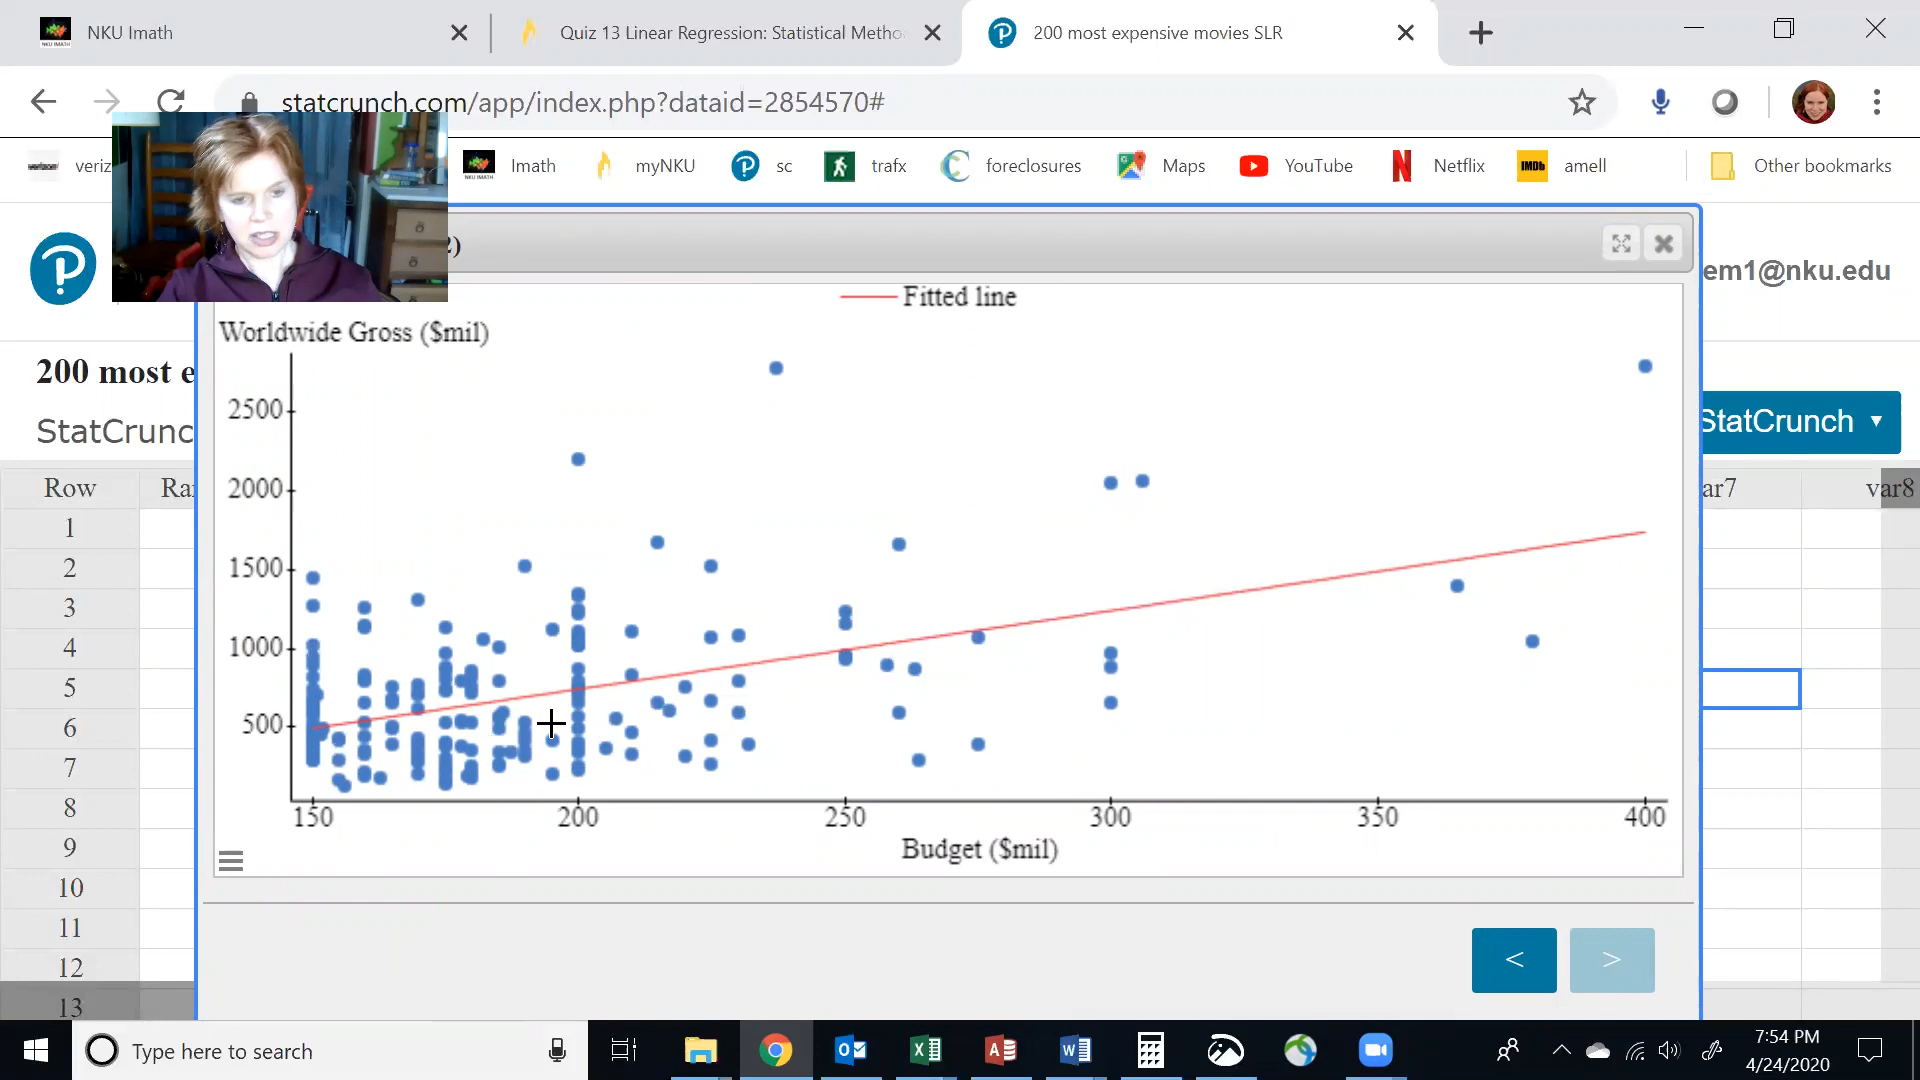 NKU Imath
Quiz 13 Linear Regression: Statistical Metho
200 most expensive movies SLR
statcrunch.com/app/index.php?dataid=2854570#
veriz
Imath
myNKU
sc
trafx
foreclosures
Maps
YouTube
Netflix
IMDb
amell
Other bookmarks
2)
em1@nku.edu
Fitted line
Worldwide Gross ($mil)
2500
2000
1500
1000
500
150 200 250 300 350 400
Budget ($mil)
200 most e
StatCrunc
StatCrunch
Row Ra ar7 var8
1
2
3
4
5
6
7
8
9
10
11
12
13
< >
Type here to search
7:54 PM
4/24/2020